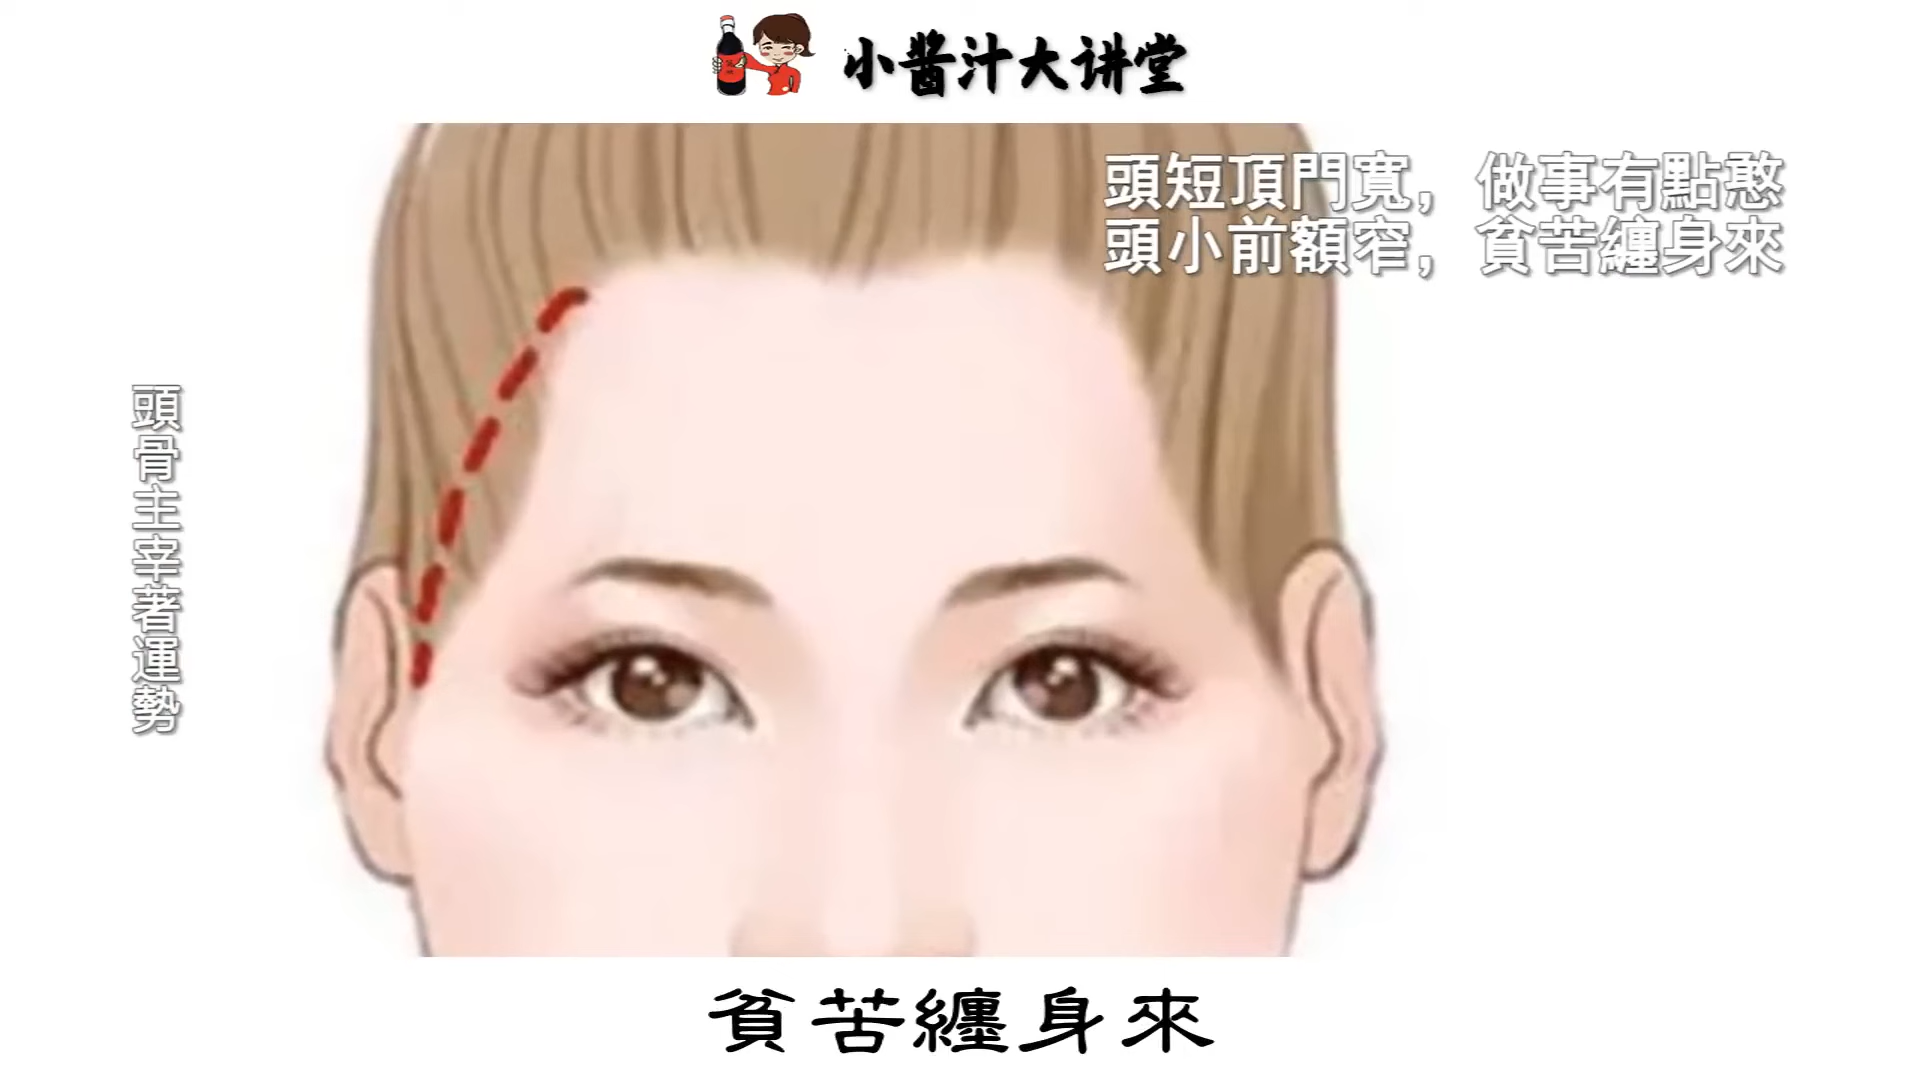 小酱汁大讲堂
頭短頂門寬，做事有點憨
頭小前額窄，貧苦纏身來
頭骨主宰著運勢
貧苦纏身來